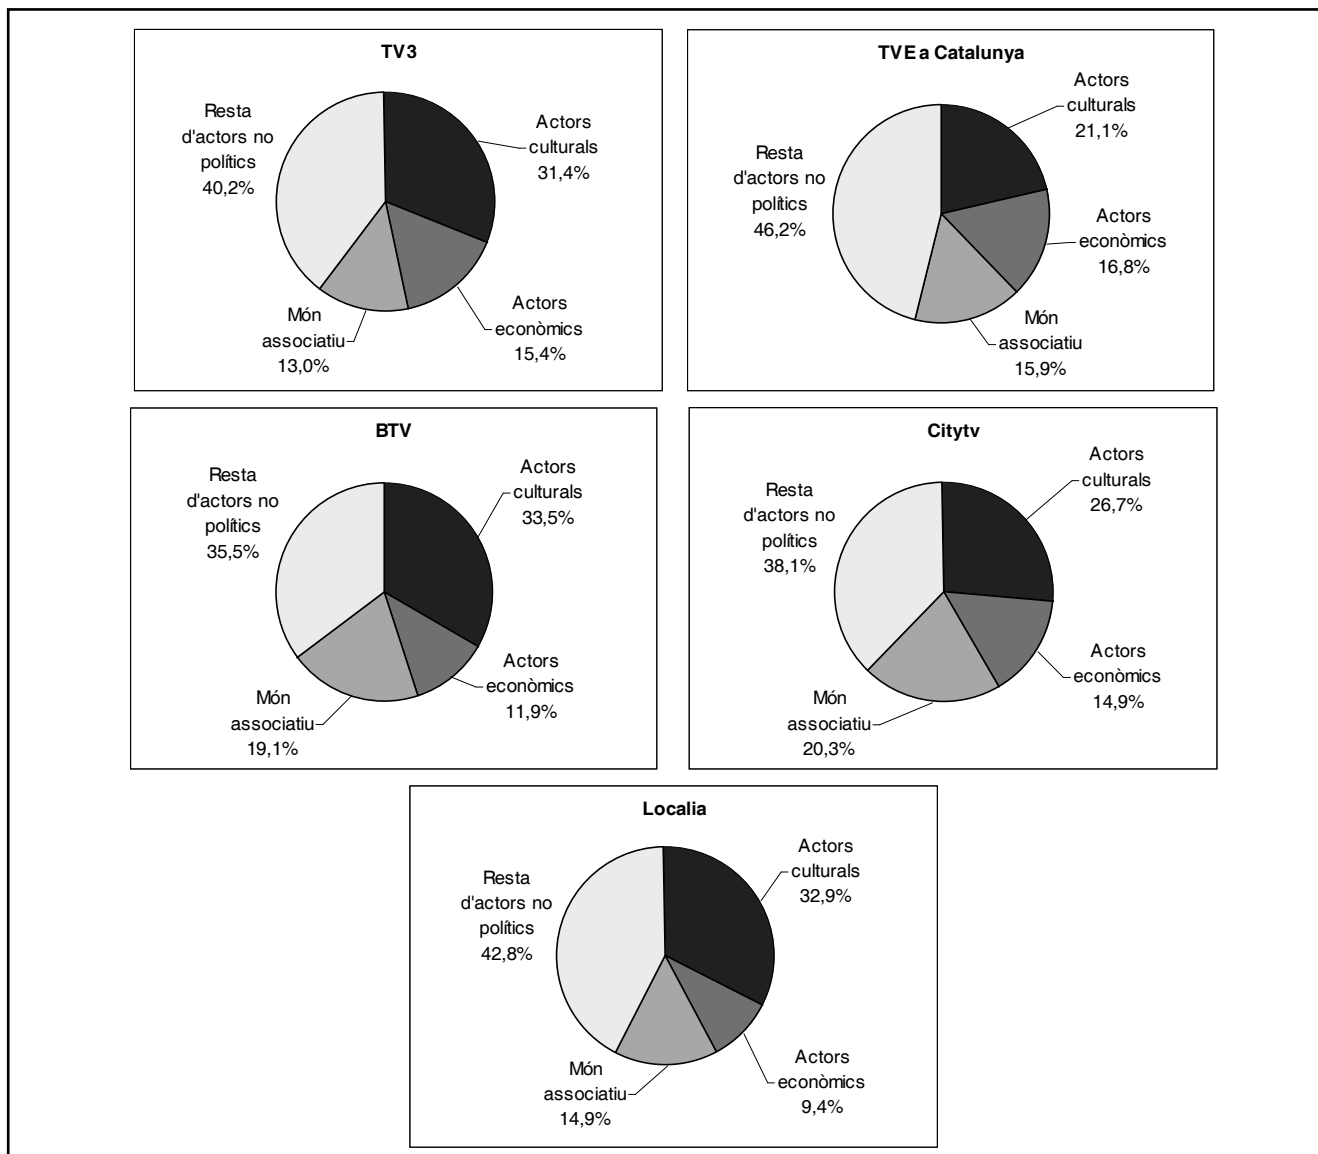 TV3
Resta
d'actors no
polítics
40,2%
Actors
culturals
31,4%
Món
associatiu
13,0%
Actors
econòmics
15,4%
TVE a Catalunya
Actors
culturals
21,1%
Resta
d'actors no
polítics
46,2%
Actors
econòmics
16,8%
Món
associatiu
15,9%
BTV
Resta
d'actors no
polítics
35,5%
Actors
culturals
33,5%
Actors
econòmics
11,9%
Món
associatiu
19,1%
Citytv
Actors
culturals
26,7%
Resta
d'actors no
polítics
38,1%
Actors
econòmics
14,9%
Món
associatiu
20,3%
Localia
Actors
culturals
32,9%
Resta
d'actors no
polítics
42,8%
Actors
econòmics
9,4%
Món
associatiu
14,9%